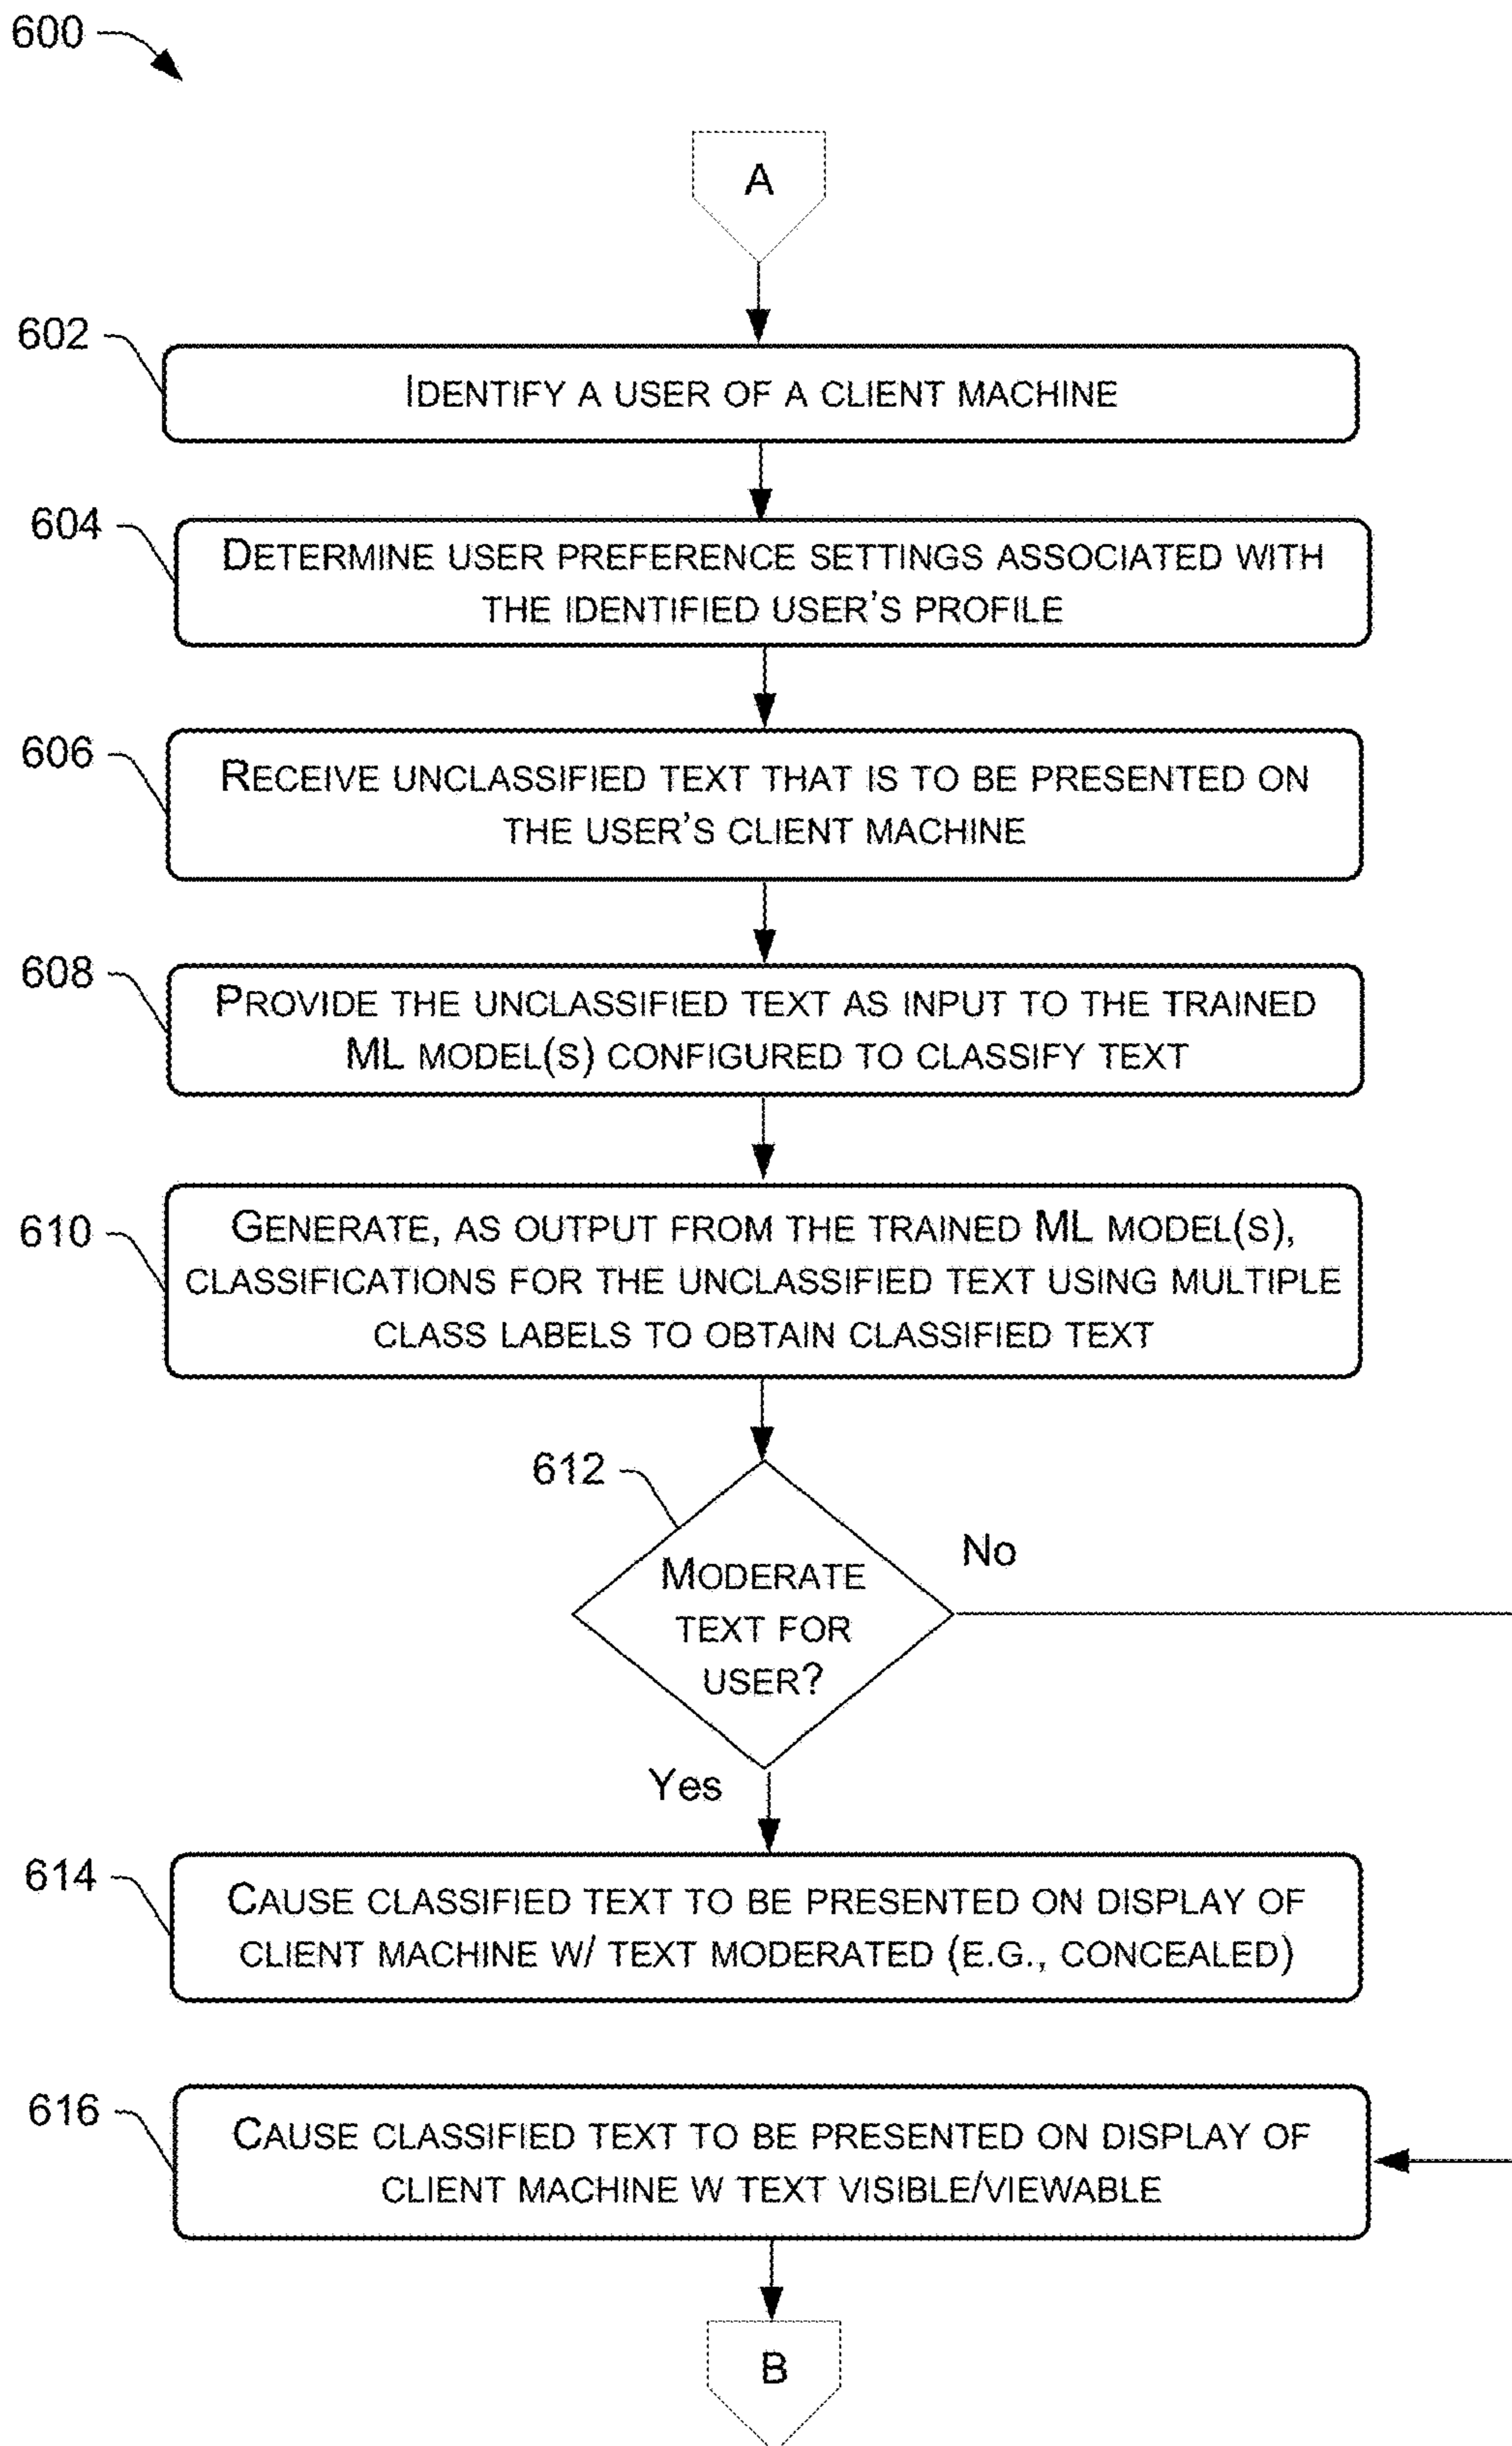 600
A
602
IDENTIFY A USER OF A CLIENT MACHINE
604
DETERMINE USER PREFERENCE SETTINGS ASSOCIATED WITH
THE IDENTIFIED USER'S PROFILE
606
RECEIVE UNCLASSIFIED TEXT THAT IS TO BE PRESENTED ON
THE USER'S CLIENT MACHINE
608
PROVIDE THE UNCLASSIFIED TEXT AS INPUT TO THE TRAINED
ML MODEL(S) CONFIGURED TO CLASSIFY TEXT
610
GENERATE, AS OUTPUT FROM THE TRAINED ML MODEL(S),
CLASSIFICATIONS FOR THE UNCLASSIFIED TEXT USING MULTIPLE
CLASS LABELS TO OBTAIN CLASSIFIED TEXT
612
No
MODERATE
TEXT FOR
USER?
Yes
614
CAUSE CLASSIFIED TEXT TO BE PRESENTED ON DISPLAY OF
CLIENT MACHINE W/ TEXT MODERATED (E.G., CONCEALED)
616
CAUSE CLASSIFIED TEXT TO BE PRESENTED ON DISPLAY OF
CLIENT MACHINE W TEXT VISIBLE/VIEWABLE
B